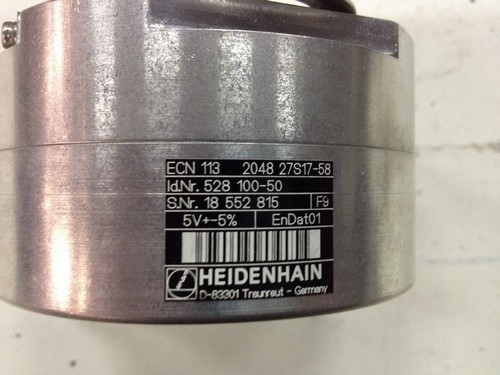 ECN 113 2048 27S17-58
Id.Nr. 528 100-50
S.Nr. 18 552 815 F9
5V+-5% EnDat01
HEIDENHAIN
D-83301 Traunreut - Germany